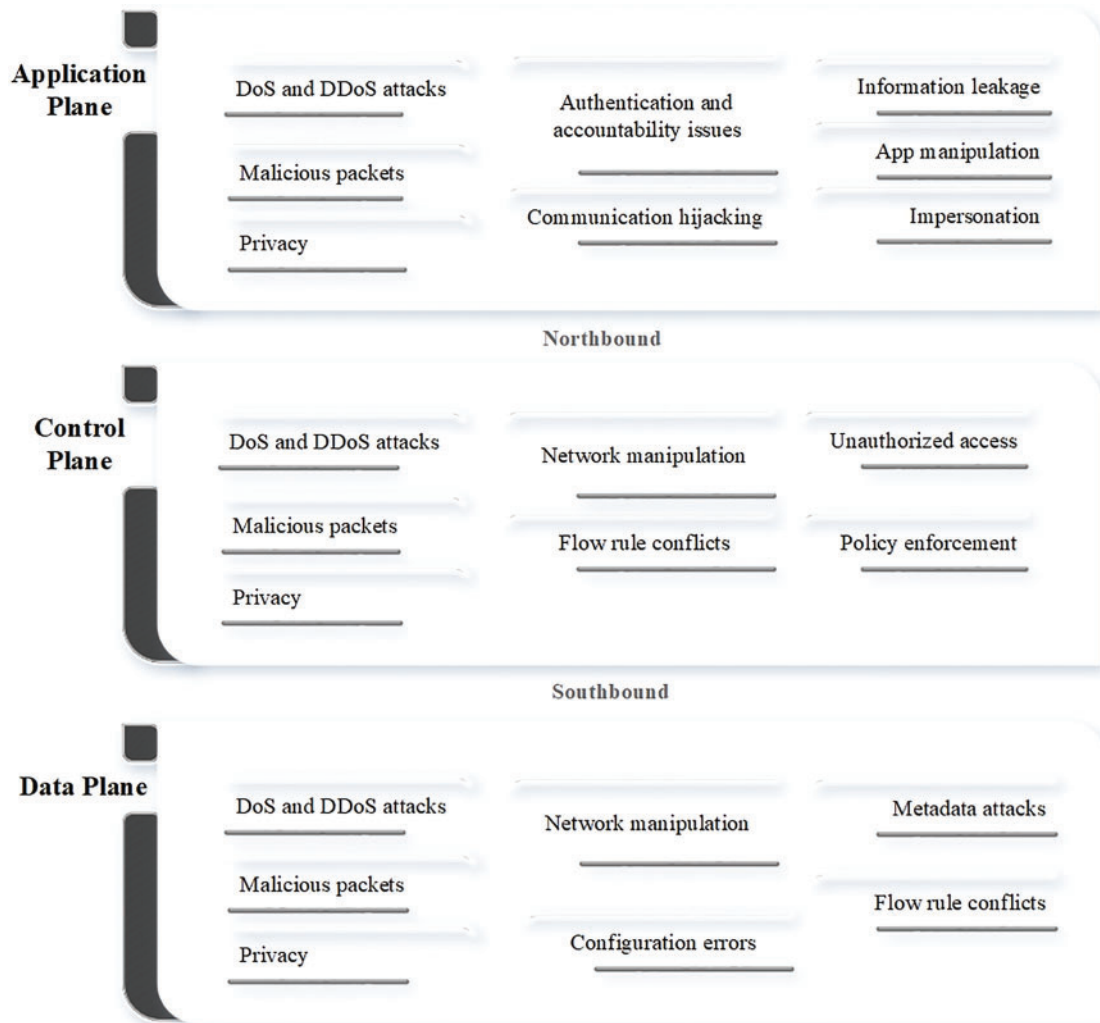 Application
Plane
DoS and DDoS attacks
Malicious packets
Privacy
Authentication and
accountability issues
Communication hijacking
Information leakage
App manipulation
Impersonation
Northbound
Control
Plane
DoS and DDoS attacks
Malicious packets
Privacy
Network manipulation
Flow rule conflicts
Unauthorized access
Policy enforcement
Southbound
Data Plane
DoS and DDoS attacks
Malicious packets
Privacy
Network manipulation
Configuration errors
Metadata attacks
Flow rule conflicts